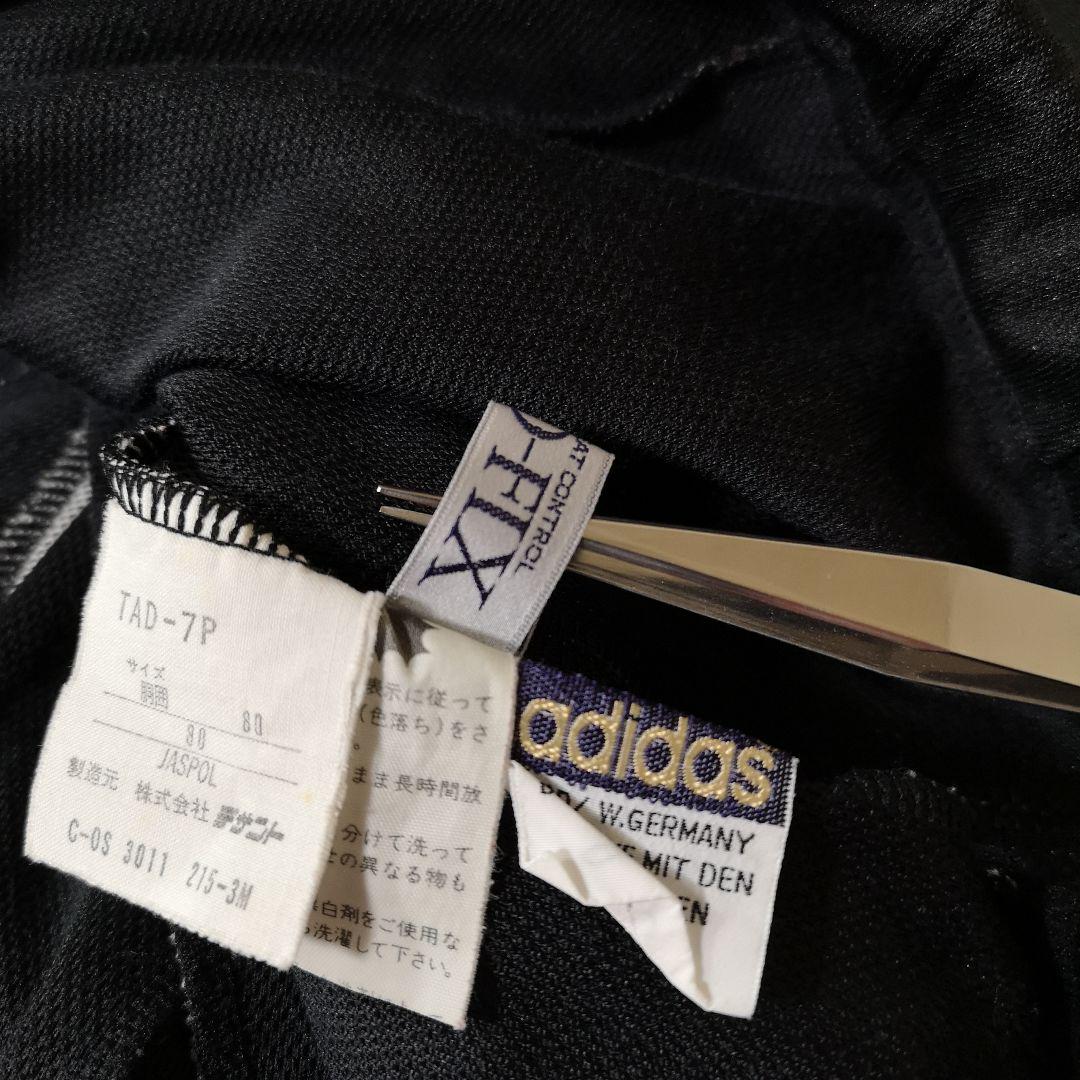 TAD-7P
サイズ
胴囲 80
80
JASPOL
製造元 株式会社 デサント
C-OS 3011 215-3M
表示に従って
(色落ち)をさ
。
まま長時間放
分けて洗って
の異なる物も
白剤をご使用な
洗濯して下さい。
O-FIX
AT CONTROL
adidas
W.GERMANY
MIT DEN
EN